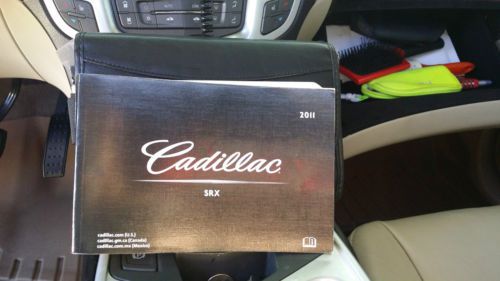 2011
Cadillac
SRX
cadillac.com (U.S.)
cadillac.gm.ca (Canada)
cadillac.com.mx (Mexico)